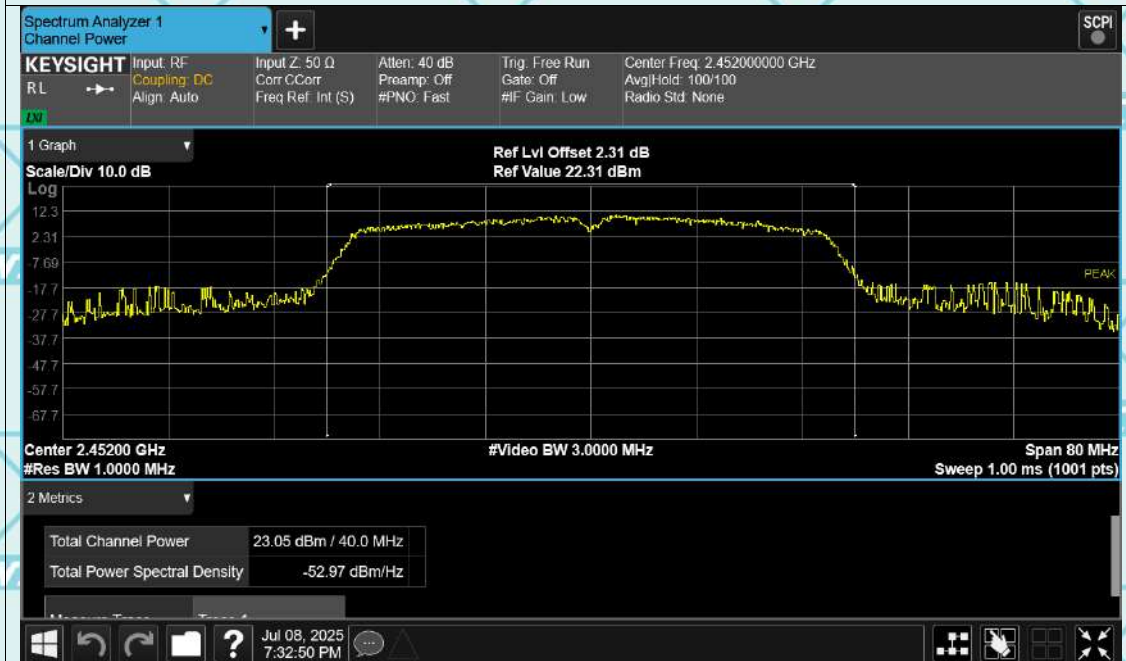 Spectrum Analyzer 1
Channel Power
+
SCPI
KEYSIGHT
RL
LXI
Input: RF
Coupling: DC
Align: Auto
Input Z: 50 Ω
Corr CCorr
Freq Ref: Int (S)
Atten: 40 dB
Preamp: Off
#PNO: Fast
Trig: Free Run
Gate: Off
#IF Gain: Low
Center Freq: 2.452000000 GHz
Avg|Hold: 100/100
Radio Std: None
1 Graph
Scale/Div 10.0 dB
Ref Lvl Offset 2.31 dB
Ref Value 22.31 dBm
Log
12.3
2.31
-7.69
-17.7
-27.7
-37.7
-47.7
-57.7
-67.7
PEAK
Center 2.45200 GHz
#Res BW 1.0000 MHz
#Video BW 3.0000 MHz
Span 80 MHz
Sweep 1.00 ms (1001 pts)
2 Metrics
Total Channel Power 23.05 dBm / 40.0 MHz
Total Power Spectral Density -52.97 dBm/Hz
?
Jul 08, 2025
7:32:50 PM